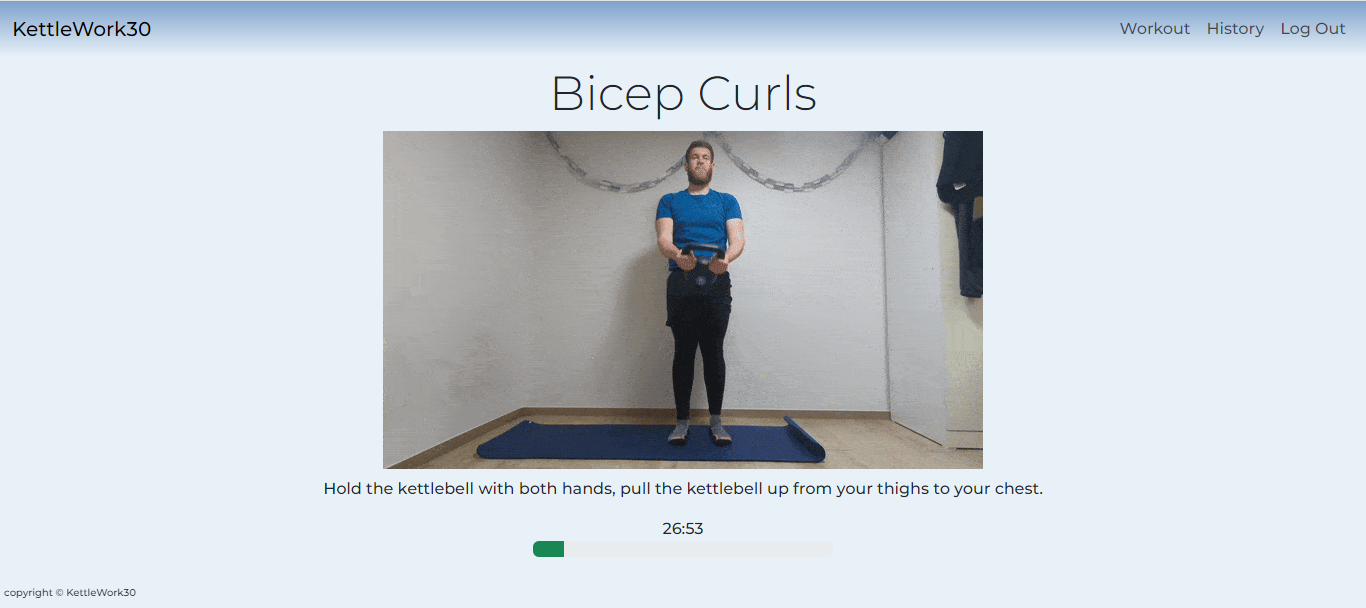 KettleWork30
Workout History Log Out
Bicep Curls
Hold the kettlebell with both hands, pull the kettlebell up from your thighs to your chest.
26:53
copyright © KettleWork30